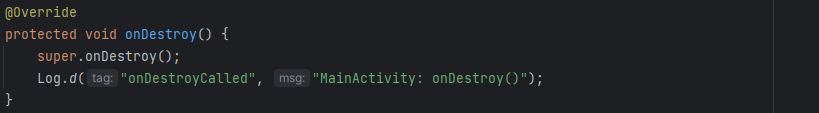 @Override
protected void onDestroy() {
super.onDestroy();
Log.d( tag: "onDestroyCalled", msg: "MainActivity: onDestroy()");
}